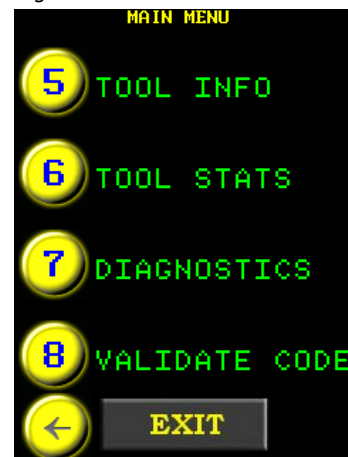 MAIN MENU
5 TOOL INFO
6 TOOL STATS
7 DIAGNOSTICS
8 VALIDATE CODE
← EXIT